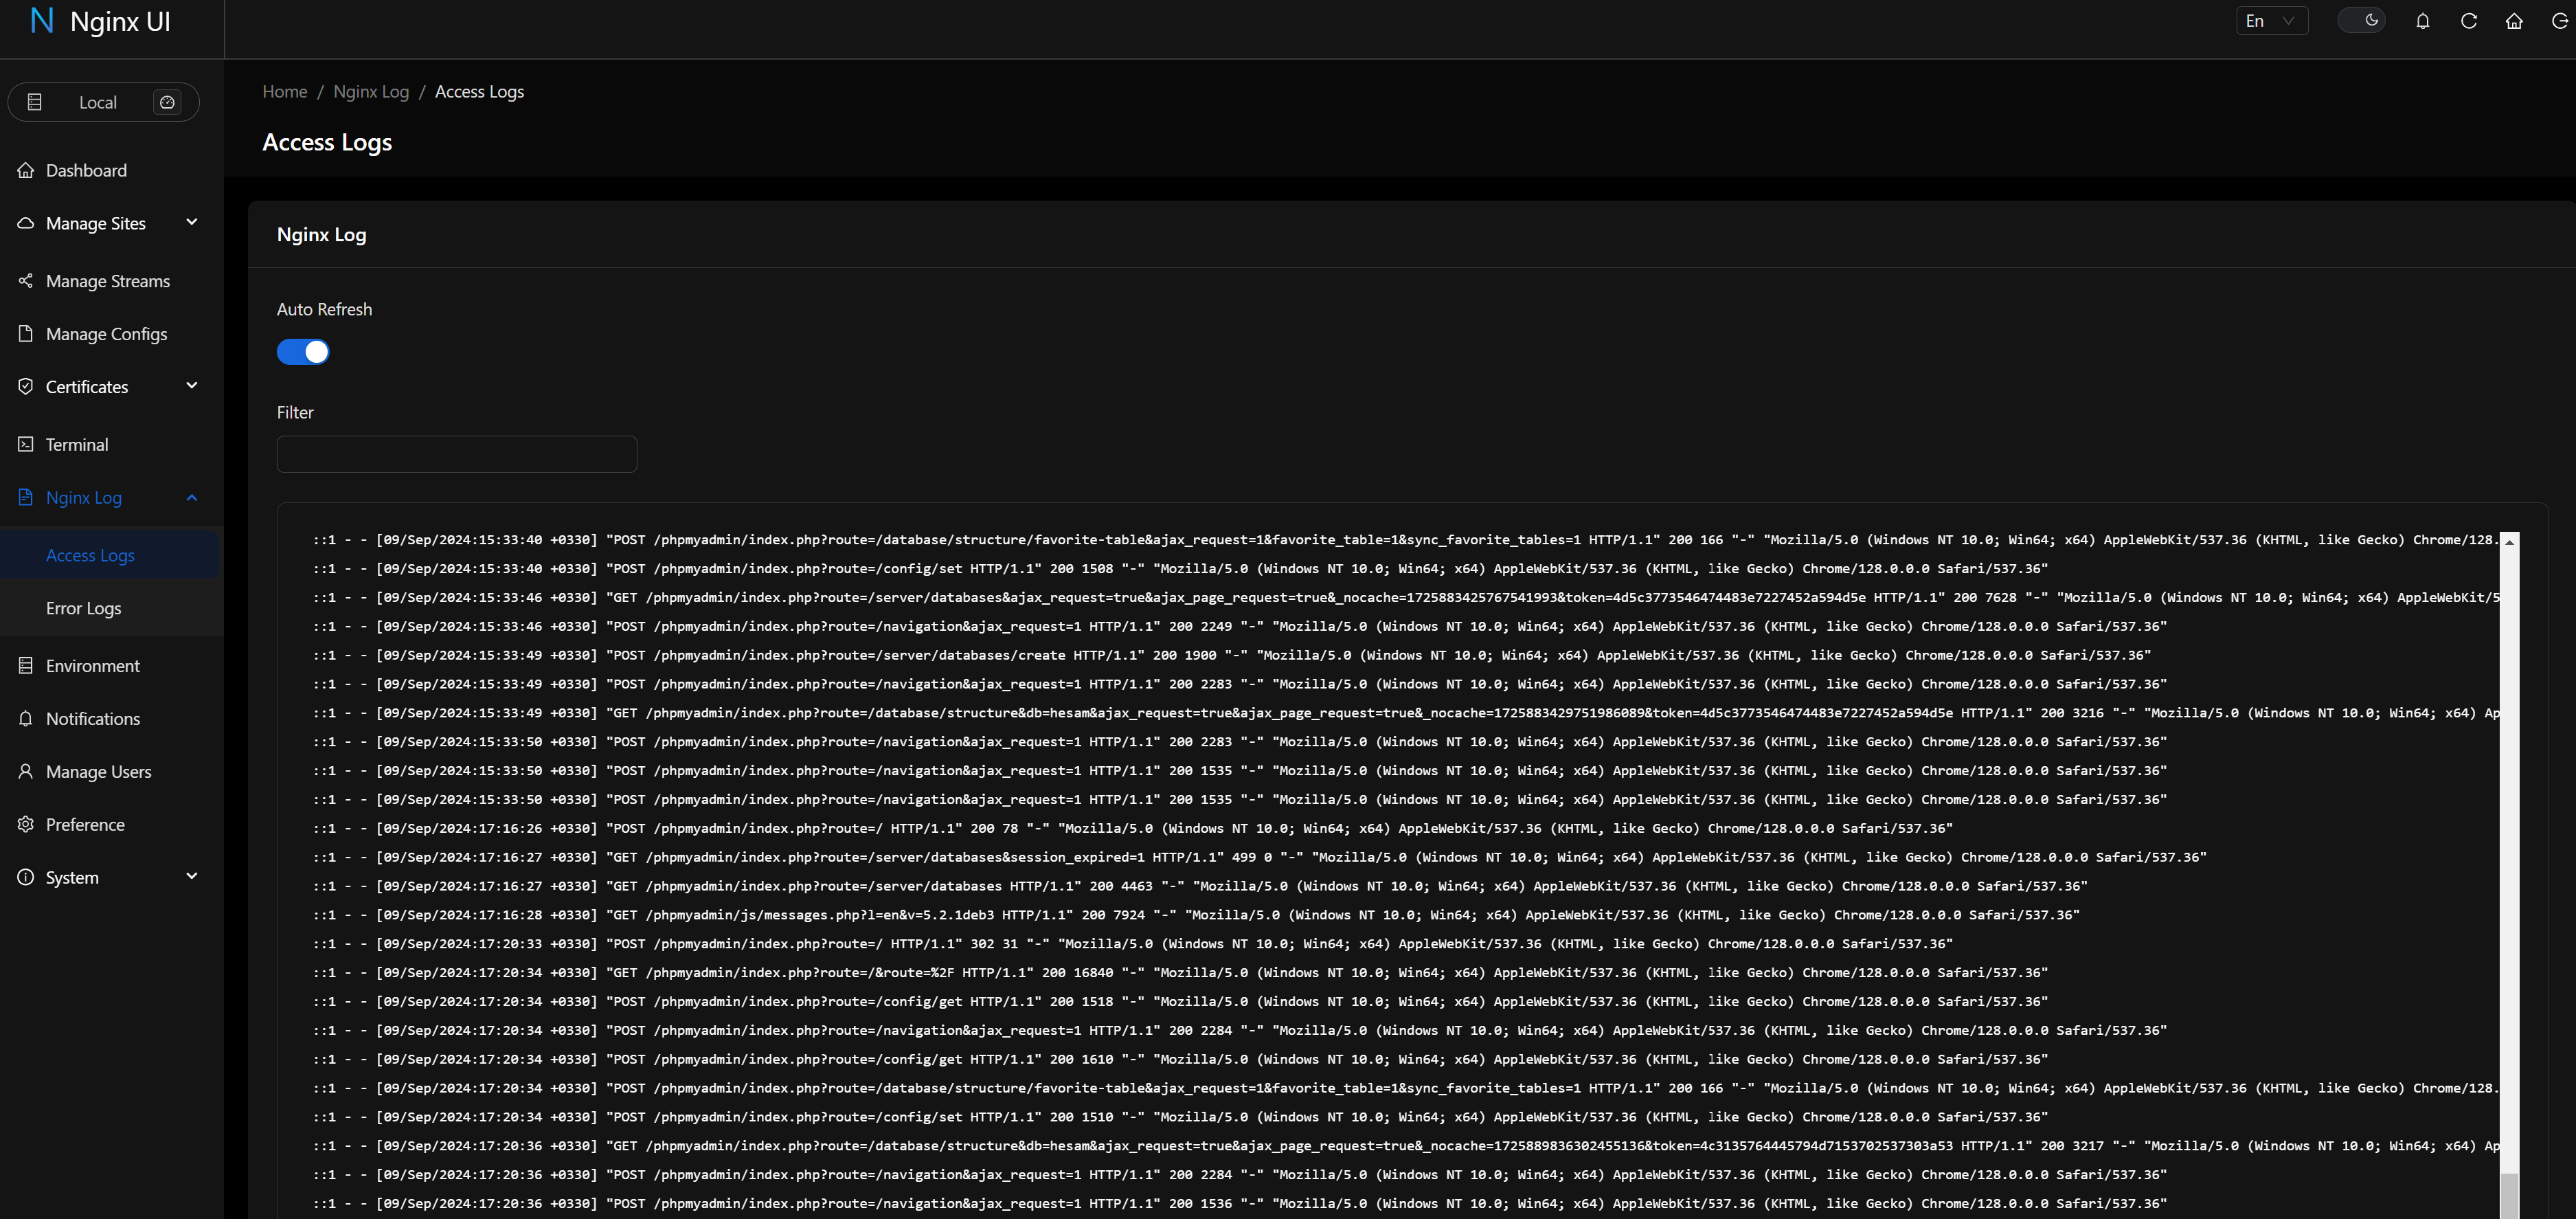 Nginx UI
En
Local
Home / Nginx Log / Access Logs
Access Logs
Dashboard
Manage Sites
Manage Streams
Manage Configs
Certificates
Terminal
Nginx Log
Access Logs
Error Logs
Environment
Notifications
Manage Users
Preference
System
Nginx Log
Auto Refresh
Filter
::1 - - [09/Sep/2024:15:33:40 +0330] "POST /phpmyadmin/index.php?route=/database/structure/favorite-table&ajax_request=1&favorite_table=1&sync_favorite_tables=1 HTTP/1.1" 200 166 "-" "Mozilla/5.0 (Windows NT 10.0; Win64; x64) AppleWebKit/537.36 (KHTML, like Gecko) Chrome/128.
::1 - - [09/Sep/2024:15:33:40 +0330] "POST /phpmyadmin/index.php?route=/config/set HTTP/1.1" 200 1508 "-" "Mozilla/5.0 (Windows NT 10.0; Win64; x64) AppleWebKit/537.36 (KHTML, like Gecko) Chrome/128.0.0.0 Safari/537.36"
::1 - - [09/Sep/2024:15:33:46 +0330] "GET /phpmyadmin/index.php?route=/server/databases&ajax_request=true&ajax_page_request=true&_nocache=1725883425767541993&token=4d5c3773546474483e7227452a594d5e HTTP/1.1" 200 7628 "-" "Mozilla/5.0 (Windows NT 10.0; Win64; x64) AppleWebKit/5
::1 - - [09/Sep/2024:15:33:46 +0330] "POST /phpmyadmin/index.php?route=/navigation&ajax_request=1 HTTP/1.1" 200 2249 "-" "Mozilla/5.0 (Windows NT 10.0; Win64; x64) AppleWebKit/537.36 (KHTML, like Gecko) Chrome/128.0.0.0 Safari/537.36"
::1 - - [09/Sep/2024:15:33:49 +0330] "POST /phpmyadmin/index.php?route=/server/databases/create HTTP/1.1" 200 1900 "-" "Mozilla/5.0 (Windows NT 10.0; Win64; x64) AppleWebKit/537.36 (KHTML, like Gecko) Chrome/128.0.0.0 Safari/537.36"
::1 - - [09/Sep/2024:15:33:49 +0330] "POST /phpmyadmin/index.php?route=/navigation&ajax_request=1 HTTP/1.1" 200 2283 "-" "Mozilla/5.0 (Windows NT 10.0; Win64; x64) AppleWebKit/537.36 (KHTML, like Gecko) Chrome/128.0.0.0 Safari/537.36"
::1 - - [09/Sep/2024:15:33:49 +0330] "GET /phpmyadmin/index.php?route=/database/structure&db=hesam&ajax_request=true&ajax_page_request=true&_nocache=1725883429751986089&token=4d5c3773546474483e7227452a594d5e HTTP/1.1" 200 3216 "-" "Mozilla/5.0 (Windows NT 10.0; Win64; x64) Ap
::1 - - [09/Sep/2024:15:33:50 +0330] "POST /phpmyadmin/index.php?route=/navigation&ajax_request=1 HTTP/1.1" 200 2283 "-" "Mozilla/5.0 (Windows NT 10.0; Win64; x64) AppleWebKit/537.36 (KHTML, like Gecko) Chrome/128.0.0.0 Safari/537.36"
::1 - - [09/Sep/2024:15:33:50 +0330] "POST /phpmyadmin/index.php?route=/navigation&ajax_request=1 HTTP/1.1" 200 1535 "-" "Mozilla/5.0 (Windows NT 10.0; Win64; x64) AppleWebKit/537.36 (KHTML, like Gecko) Chrome/128.0.0.0 Safari/537.36"
::1 - - [09/Sep/2024:15:33:50 +0330] "POST /phpmyadmin/index.php?route=/navigation&ajax_request=1 HTTP/1.1" 200 1535 "-" "Mozilla/5.0 (Windows NT 10.0; Win64; x64) AppleWebKit/537.36 (KHTML, like Gecko) Chrome/128.0.0.0 Safari/537.36"
::1 - - [09/Sep/2024:17:16:26 +0330] "POST /phpmyadmin/index.php?route=/ HTTP/1.1" 200 78 "-" "Mozilla/5.0 (Windows NT 10.0; Win64; x64) AppleWebKit/537.36 (KHTML, like Gecko) Chrome/128.0.0.0 Safari/537.36"
::1 - - [09/Sep/2024:17:16:27 +0330] "GET /phpmyadmin/index.php?route=/server/databases&session_expired=1 HTTP/1.1" 499 0 "-" "Mozilla/5.0 (Windows NT 10.0; Win64; x64) AppleWebKit/537.36 (KHTML, like Gecko) Chrome/128.0.0.0 Safari/537.36"
::1 - - [09/Sep/2024:17:16:27 +0330] "GET /phpmyadmin/index.php?route=/server/databases HTTP/1.1" 200 4463 "-" "Mozilla/5.0 (Windows NT 10.0; Win64; x64) AppleWebKit/537.36 (KHTML, like Gecko) Chrome/128.0.0.0 Safari/537.36"
::1 - - [09/Sep/2024:17:16:28 +0330] "GET /phpmyadmin/js/messages.php?l=en&v=5.2.1deb3 HTTP/1.1" 200 7924 "-" "Mozilla/5.0 (Windows NT 10.0; Win64; x64) AppleWebKit/537.36 (KHTML, like Gecko) Chrome/128.0.0.0 Safari/537.36"
::1 - - [09/Sep/2024:17:20:33 +0330] "POST /phpmyadmin/index.php?route=/ HTTP/1.1" 302 31 "-" "Mozilla/5.0 (Windows NT 10.0; Win64; x64) AppleWebKit/537.36 (KHTML, like Gecko) Chrome/128.0.0.0 Safari/537.36"
::1 - - [09/Sep/2024:17:20:34 +0330] "GET /phpmyadmin/index.php?route=/&route=%2F HTTP/1.1" 200 16840 "-" "Mozilla/5.0 (Windows NT 10.0; Win64; x64) AppleWebKit/537.36 (KHTML, like Gecko) Chrome/128.0.0.0 Safari/537.36"
::1 - - [09/Sep/2024:17:20:34 +0330] "POST /phpmyadmin/index.php?route=/config/get HTTP/1.1" 200 1518 "-" "Mozilla/5.0 (Windows NT 10.0; Win64; x64) AppleWebKit/537.36 (KHTML, like Gecko) Chrome/128.0.0.0 Safari/537.36"
::1 - - [09/Sep/2024:17:20:34 +0330] "POST /phpmyadmin/index.php?route=/navigation&ajax_request=1 HTTP/1.1" 200 2284 "-" "Mozilla/5.0 (Windows NT 10.0; Win64; x64) AppleWebKit/537.36 (KHTML, like Gecko) Chrome/128.0.0.0 Safari/537.36"
::1 - - [09/Sep/2024:17:20:34 +0330] "POST /phpmyadmin/index.php?route=/config/get HTTP/1.1" 200 1610 "-" "Mozilla/5.0 (Windows NT 10.0; Win64; x64) AppleWebKit/537.36 (KHTML, like Gecko) Chrome/128.0.0.0 Safari/537.36"
::1 - - [09/Sep/2024:17:20:34 +0330] "POST /phpmyadmin/index.php?route=/database/structure/favorite-table&ajax_request=1&favorite_table=1&sync_favorite_tables=1 HTTP/1.1" 200 166 "-" "Mozilla/5.0 (Windows NT 10.0; Win64; x64) AppleWebKit/537.36 (KHTML, like Gecko) Chrome/128.
::1 - - [09/Sep/2024:17:20:34 +0330] "POST /phpmyadmin/index.php?route=/config/set HTTP/1.1" 200 1510 "-" "Mozilla/5.0 (Windows NT 10.0; Win64; x64) AppleWebKit/537.36 (KHTML, like Gecko) Chrome/128.0.0.0 Safari/537.36"
::1 - - [09/Sep/2024:17:20:36 +0330] "GET /phpmyadmin/index.php?route=/database/structure&db=hesam&ajax_request=true&ajax_page_request=true&_nocache=1725889836302455136&token=4c3135764445794d7153702537303a53 HTTP/1.1" 200 3217 "-" "Mozilla/5.0 (Windows NT 10.0; Win64; x64) Ap
::1 - - [09/Sep/2024:17:20:36 +0330] "POST /phpmyadmin/index.php?route=/navigation&ajax_request=1 HTTP/1.1" 200 2284 "-" "Mozilla/5.0 (Windows NT 10.0; Win64; x64) AppleWebKit/537.36 (KHTML, like Gecko) Chrome/128.0.0.0 Safari/537.36"
::1 - - [09/Sep/2024:17:20:36 +0330] "POST /phpmyadmin/index.php?route=/navigation&ajax_request=1 HTTP/1.1" 200 1536 "-" "Mozilla/5.0 (Windows NT 10.0; Win64; x64) AppleWebKit/537.36 (KHTML, like Gecko) Chrome/128.0.0.0 Safari/537.36"